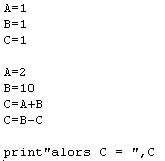 A=1
B=1
C=1
A=2
B=10
C=A+B
C=B-C
print"alors C = ",C